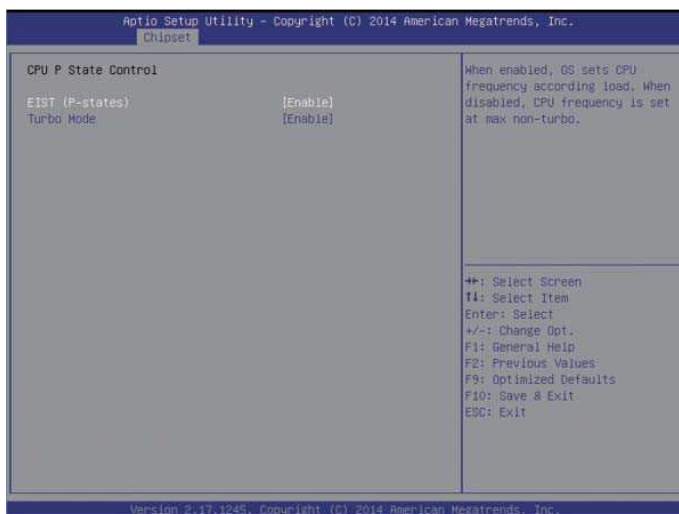 Aptio Setup Utility – Copyright (C) 2014 American Megatrends, Inc.
Chipset
CPU P State Control
EIST (P-states) [Enable]
Turbo Mode [Enable]
When enabled, OS sets CPU
frequency according load. When
disabled, CPU frequency is set
at max non-turbo.
→←: Select Screen
↑↓: Select Item
Enter: Select
+/-: Change Opt.
F1: General Help
F2: Previous Values
F9: Optimized Defaults
F10: Save & Exit
ESC: Exit
Version 2.17.1245. Copyright (C) 2014 American Megatrends, Inc.